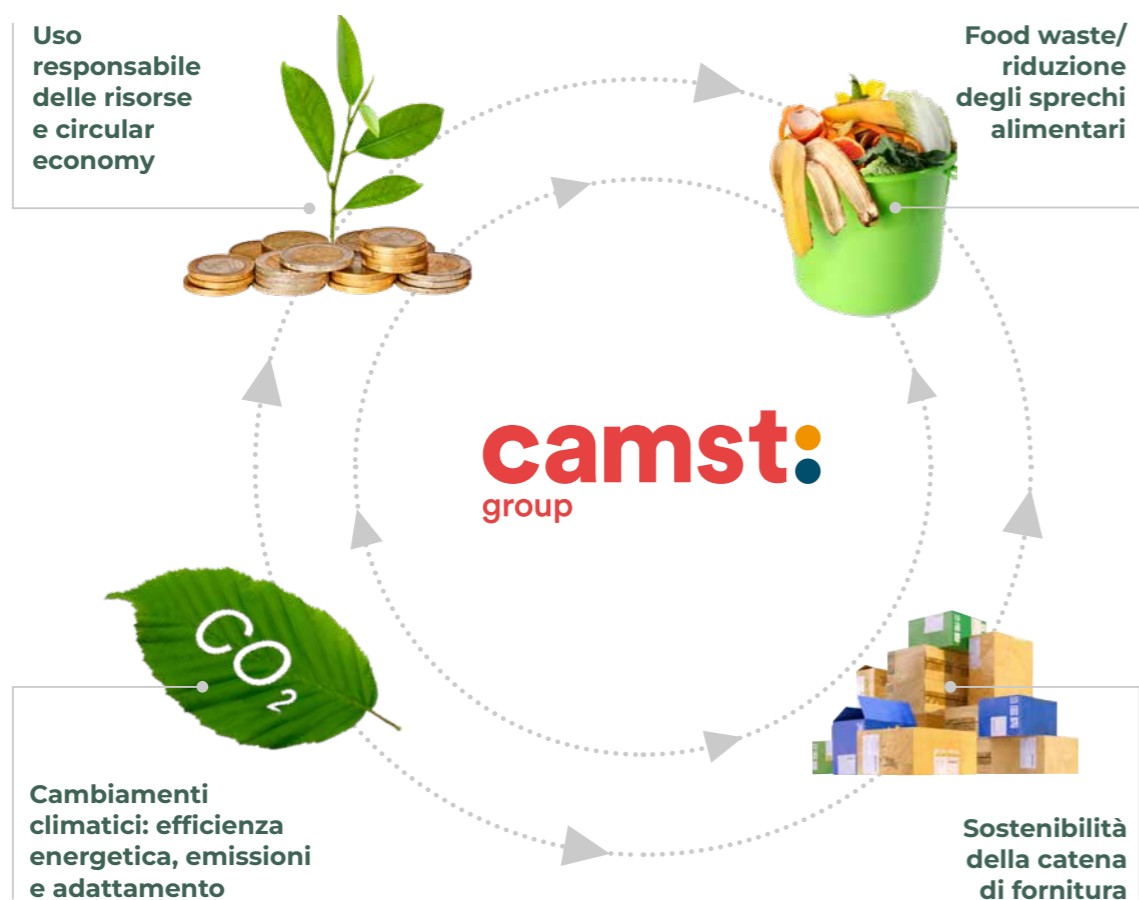 Uso
responsabile
delle risorse
e circular
economy
Food waste/
riduzione
degli sprechi
alimentari
camst:
group
CO₂
Cambiamenti
climatici: efficienza
energetica, emissioni
e adattamento
Sostenibilità
della catena
di fornitura